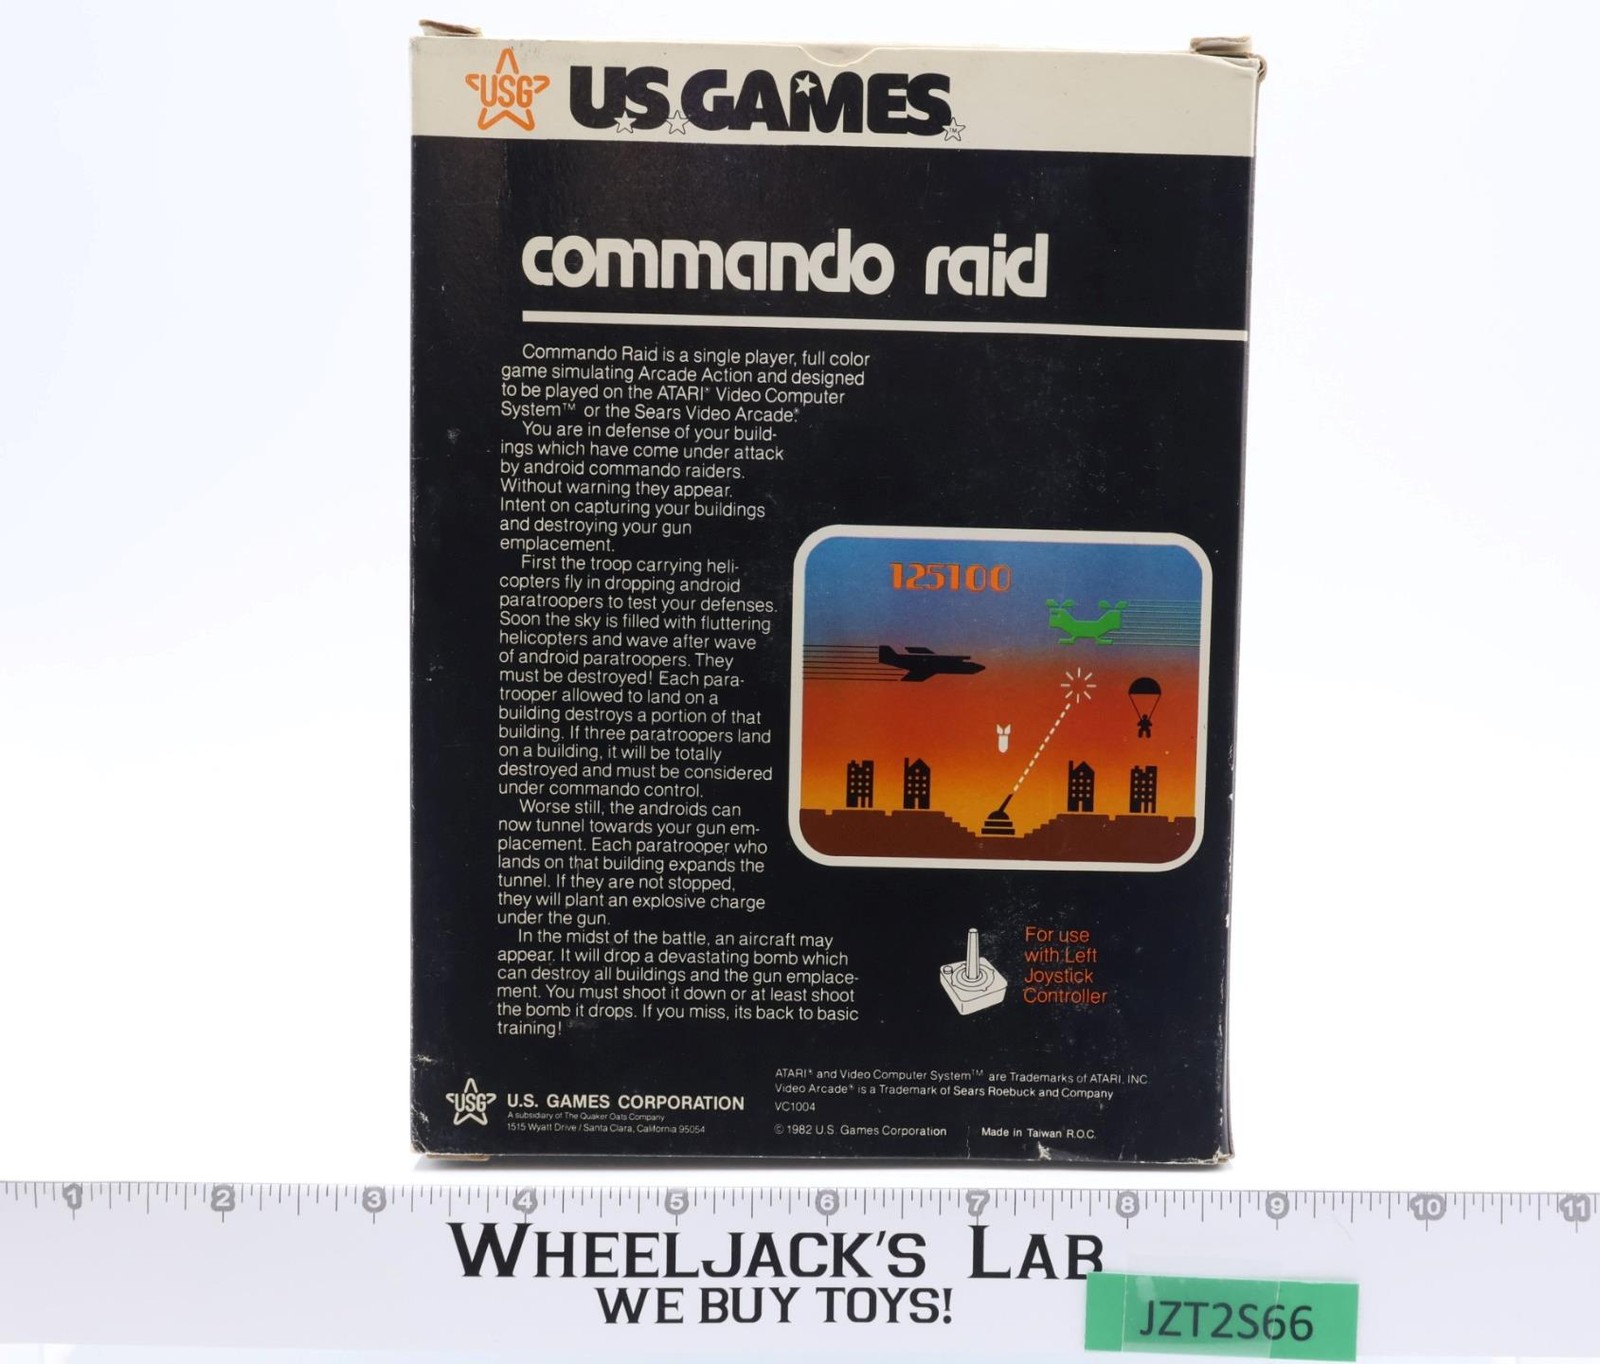 USG
US GAMES
TM
commando raid
Commando Raid is a single player, full color
game simulating Arcade Action and designed
to be played on the ATARI® Video Computer
System™ or the Sears Video Arcade®.
You are in defense of your build-
ings which have come under attack
by android commando raiders.
Without warning they appear.
Intent on capturing your buildings
and destroying your gun
emplacement.
First the troop carrying heli-
copters fly in dropping android
paratroopers to test your defenses.
Soon the sky is filled with fluttering
helicopters and wave after wave
of android paratroopers. They
must be destroyed! Each para-
trooper allowed to land on a
building destroys a portion of that
building. If three paratroopers land
on a building, it will be totally
destroyed and must be considered
under commando control.
Worse still, the androids can
now tunnel towards your gun em-
placement. Each paratrooper who
lands on that building expands the
tunnel. If they are not stopped,
they will plant an explosive charge
under the gun.
In the midst of the battle, an aircraft may
appear. It will drop a devastating bomb which
can destroy all buildings and the gun emplace-
ment. You must shoot it down or at least shoot
the bomb it drops. If you miss, its back to basic
training!
125100
For use
with Left
Joystick
Controller
USG
U.S. GAMES CORPORATION
A subsidiary of The Quaker Oats Company
1515 Wyatt Drive / Santa Clara, California 95054
ATARI® and Video Computer System™ are Trademarks of ATARI, INC.
Video Arcade® is a Trademark of Sears Roebuck and Company
VC1004
© 1982 U.S. Games Corporation Made in Taiwan R.O.C.
1 2 3 4 5 6 7 8 9 10 11
WHEELJACK'S LAB
WE BUY TOYS!
JZT2S66